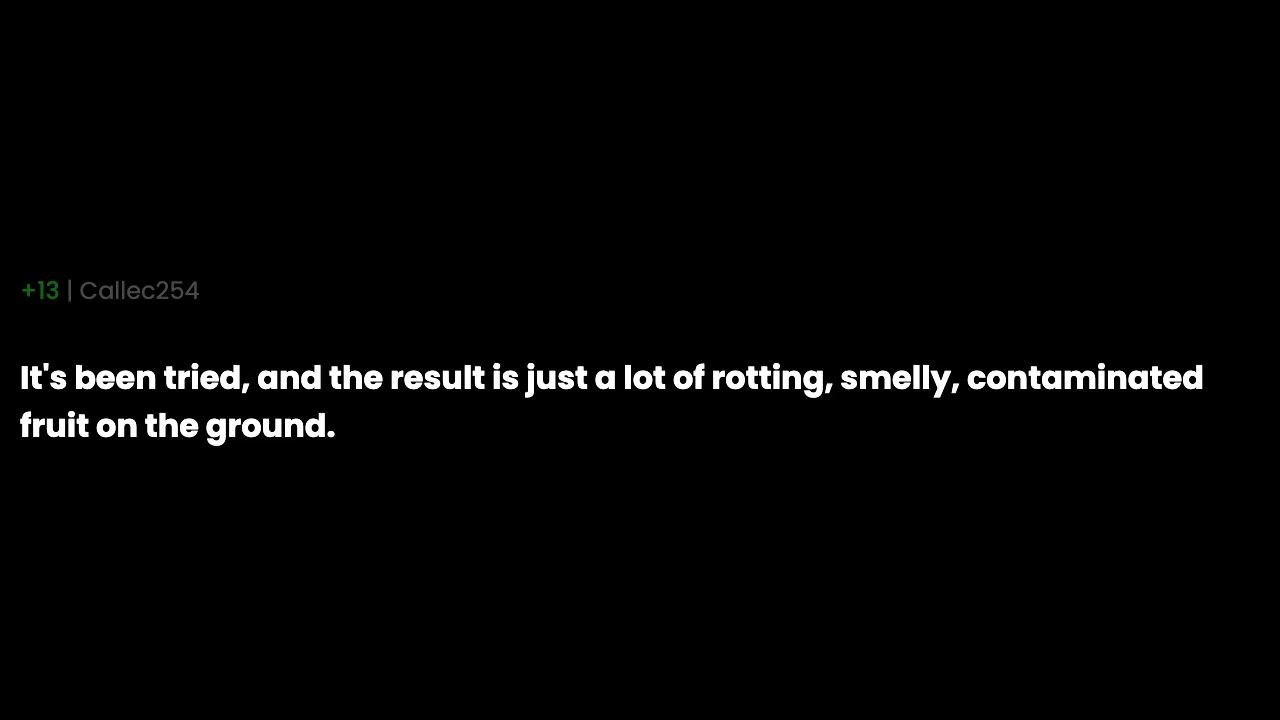 +13 | Callec254
It's been tried, and the result is just a lot of rotting, smelly, contaminated
fruit on the ground.